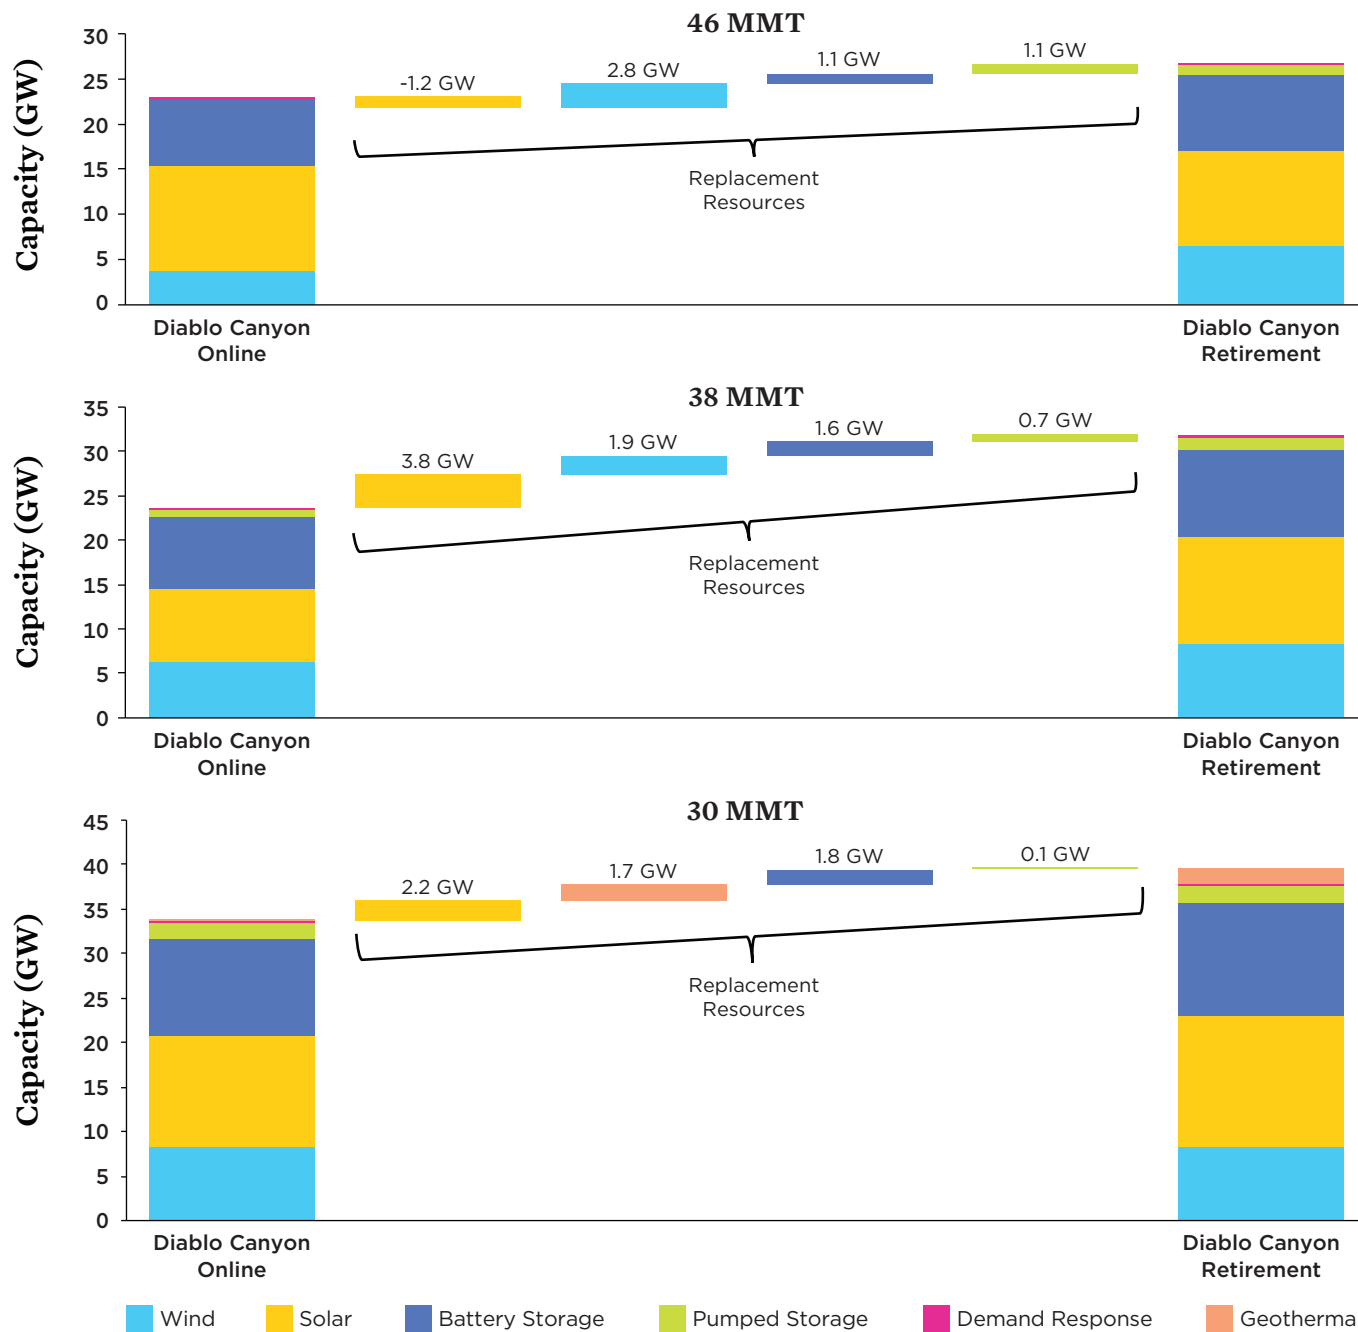 46 MMT
Capacity (GW)
30
25
20
15
10
5
0
-1.2 GW
2.8 GW
1.1 GW
1.1 GW
Replacement
Resources
Diablo Canyon
Online
Diablo Canyon
Retirement
38 MMT
Capacity (GW)
35
30
25
20
15
10
5
0
3.8 GW
1.9 GW
1.6 GW
0.7 GW
Replacement
Resources
Diablo Canyon
Online
Diablo Canyon
Retirement
30 MMT
Capacity (GW)
45
40
35
30
25
20
15
10
5
0
2.2 GW
1.7 GW
1.8 GW
0.1 GW
Replacement
Resources
Diablo Canyon
Online
Diablo Canyon
Retirement
Wind
Solar
Battery Storage
Pumped Storage
Demand Response
Geotherma